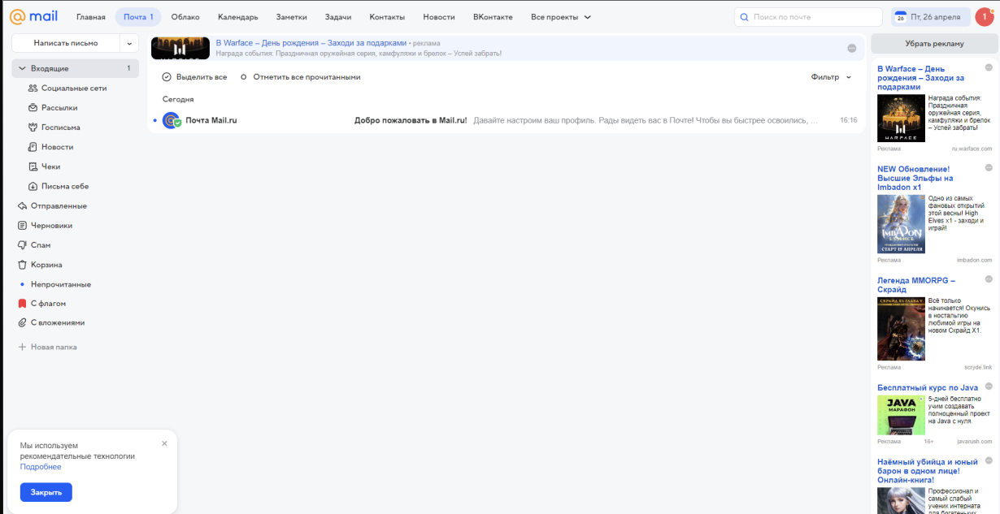 mail
Главная
Почта 1
Облако
Календарь
Заметки
Задачи
Контакты
Новости
ВКонтакте
Все проекты
Поиск по почте
26
Пт, 26 апреля
1
Написать письмо
Входящие 1
Социальные сети
Рассылки
Госписьма
Новости
Чеки
Письма себе
Отправленные
Черновики
Спам
Корзина
Непрочитанные
С флагом
С вложениями
Новая папка
Мы используем
рекомендательные технологии
Подробнее
Закрыть
В Warface – День рождения – Заходи за подарками • реклама
Награда события: Праздничная оружейная серия, камфуляжи и брелок – Успей забрать!
Выделить все
Отметить все прочитанными
Фильтр
Сегодня
Почта Mail.ru
Добро пожаловать в Mail.ru! Давайте настроим ваш профиль. Рады видеть вас в Почте! Чтобы вы быстрее освоились, ...
16:16
Убрать рекламу
В Warface – День
рождения – Заходи за
подарками
Награда события:
Праздничная
оружейная серия,
камфуляжи и брелок
– Успей забрать!
WARFACE
Реклама
ru.warface.com
NEW Обновление!
Высшие Эльфы на
Imbadon x1
Одно из самых
фановых открытий
этой весны! High
Elves x1 - заходи и
играй!
IMBADON
ESSENCE
СТАРТ 19 АПРЕЛЯ
Реклама
imbadon.com
Легенда MMORPG –
Скрайд
Всё только
начинается! Окунись
в ностальгию
любимой игры на
новом Скрайд X1.
Реклама
scryde.link
Бесплатный курс по Java
JAVA
МАРАФОН
5-дней бесплатно
учим создавать
полноценный проект
на Java с нуля.
Реклама
16+
javarush.com
Наёмный убийца и юный
барон в одном лице!
Онлайн-книга!
Профессионал и
самый слабый
ученик интерната
для богатеньких